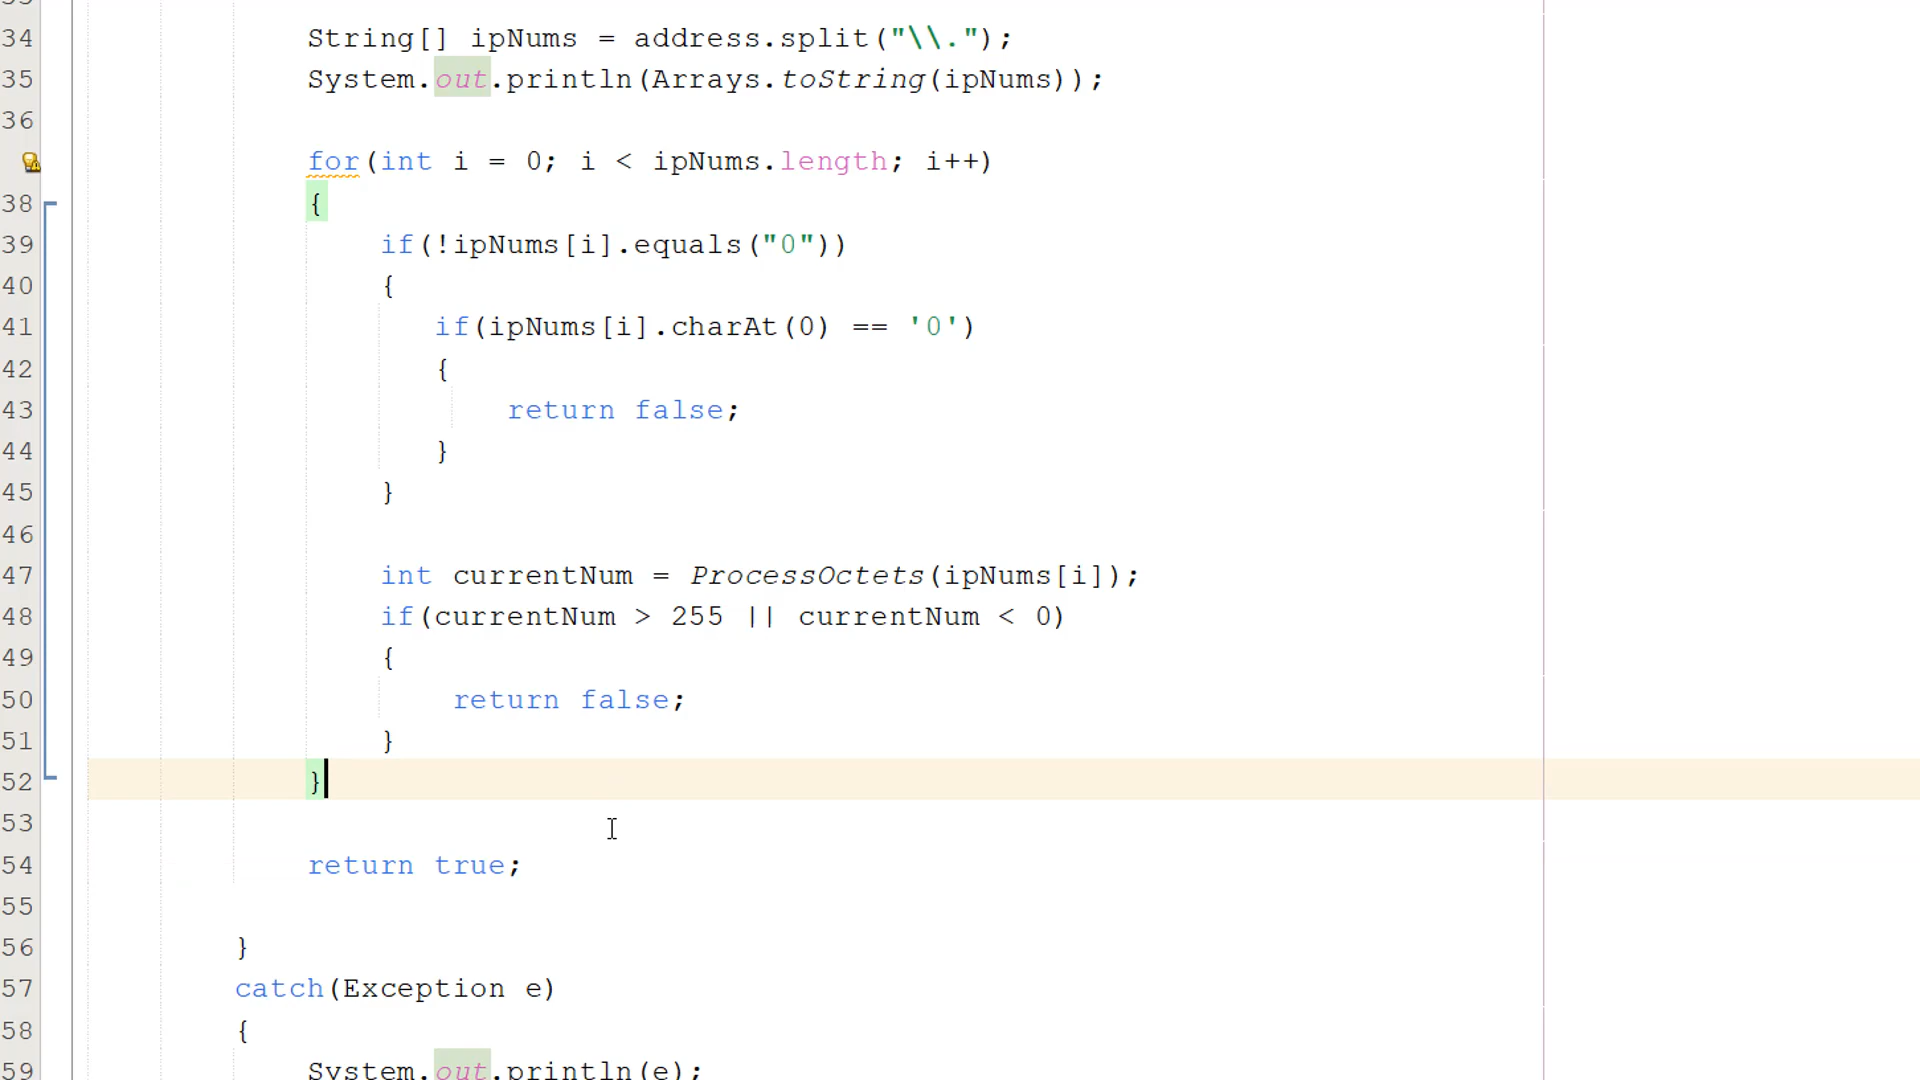 34 String[] ipNums = address.split("\\.");
35 System.out.println(Arrays.toString(ipNums));
36
for(int i = 0; i < ipNums.length; i++)
38 {
39 if(!ipNums[i].equals("0"))
40 {
41 if(ipNums[i].charAt(0) == '0')
42 {
43 return false;
44 }
45 }
46
47 int currentNum = ProcessOctets(ipNums[i]);
48 if(currentNum > 255 || currentNum < 0)
49 {
50 return false;
51 }
52 }
53
54 return true;
55
56 }
57 catch(Exception e)
58 {
59 System.out.println(e);